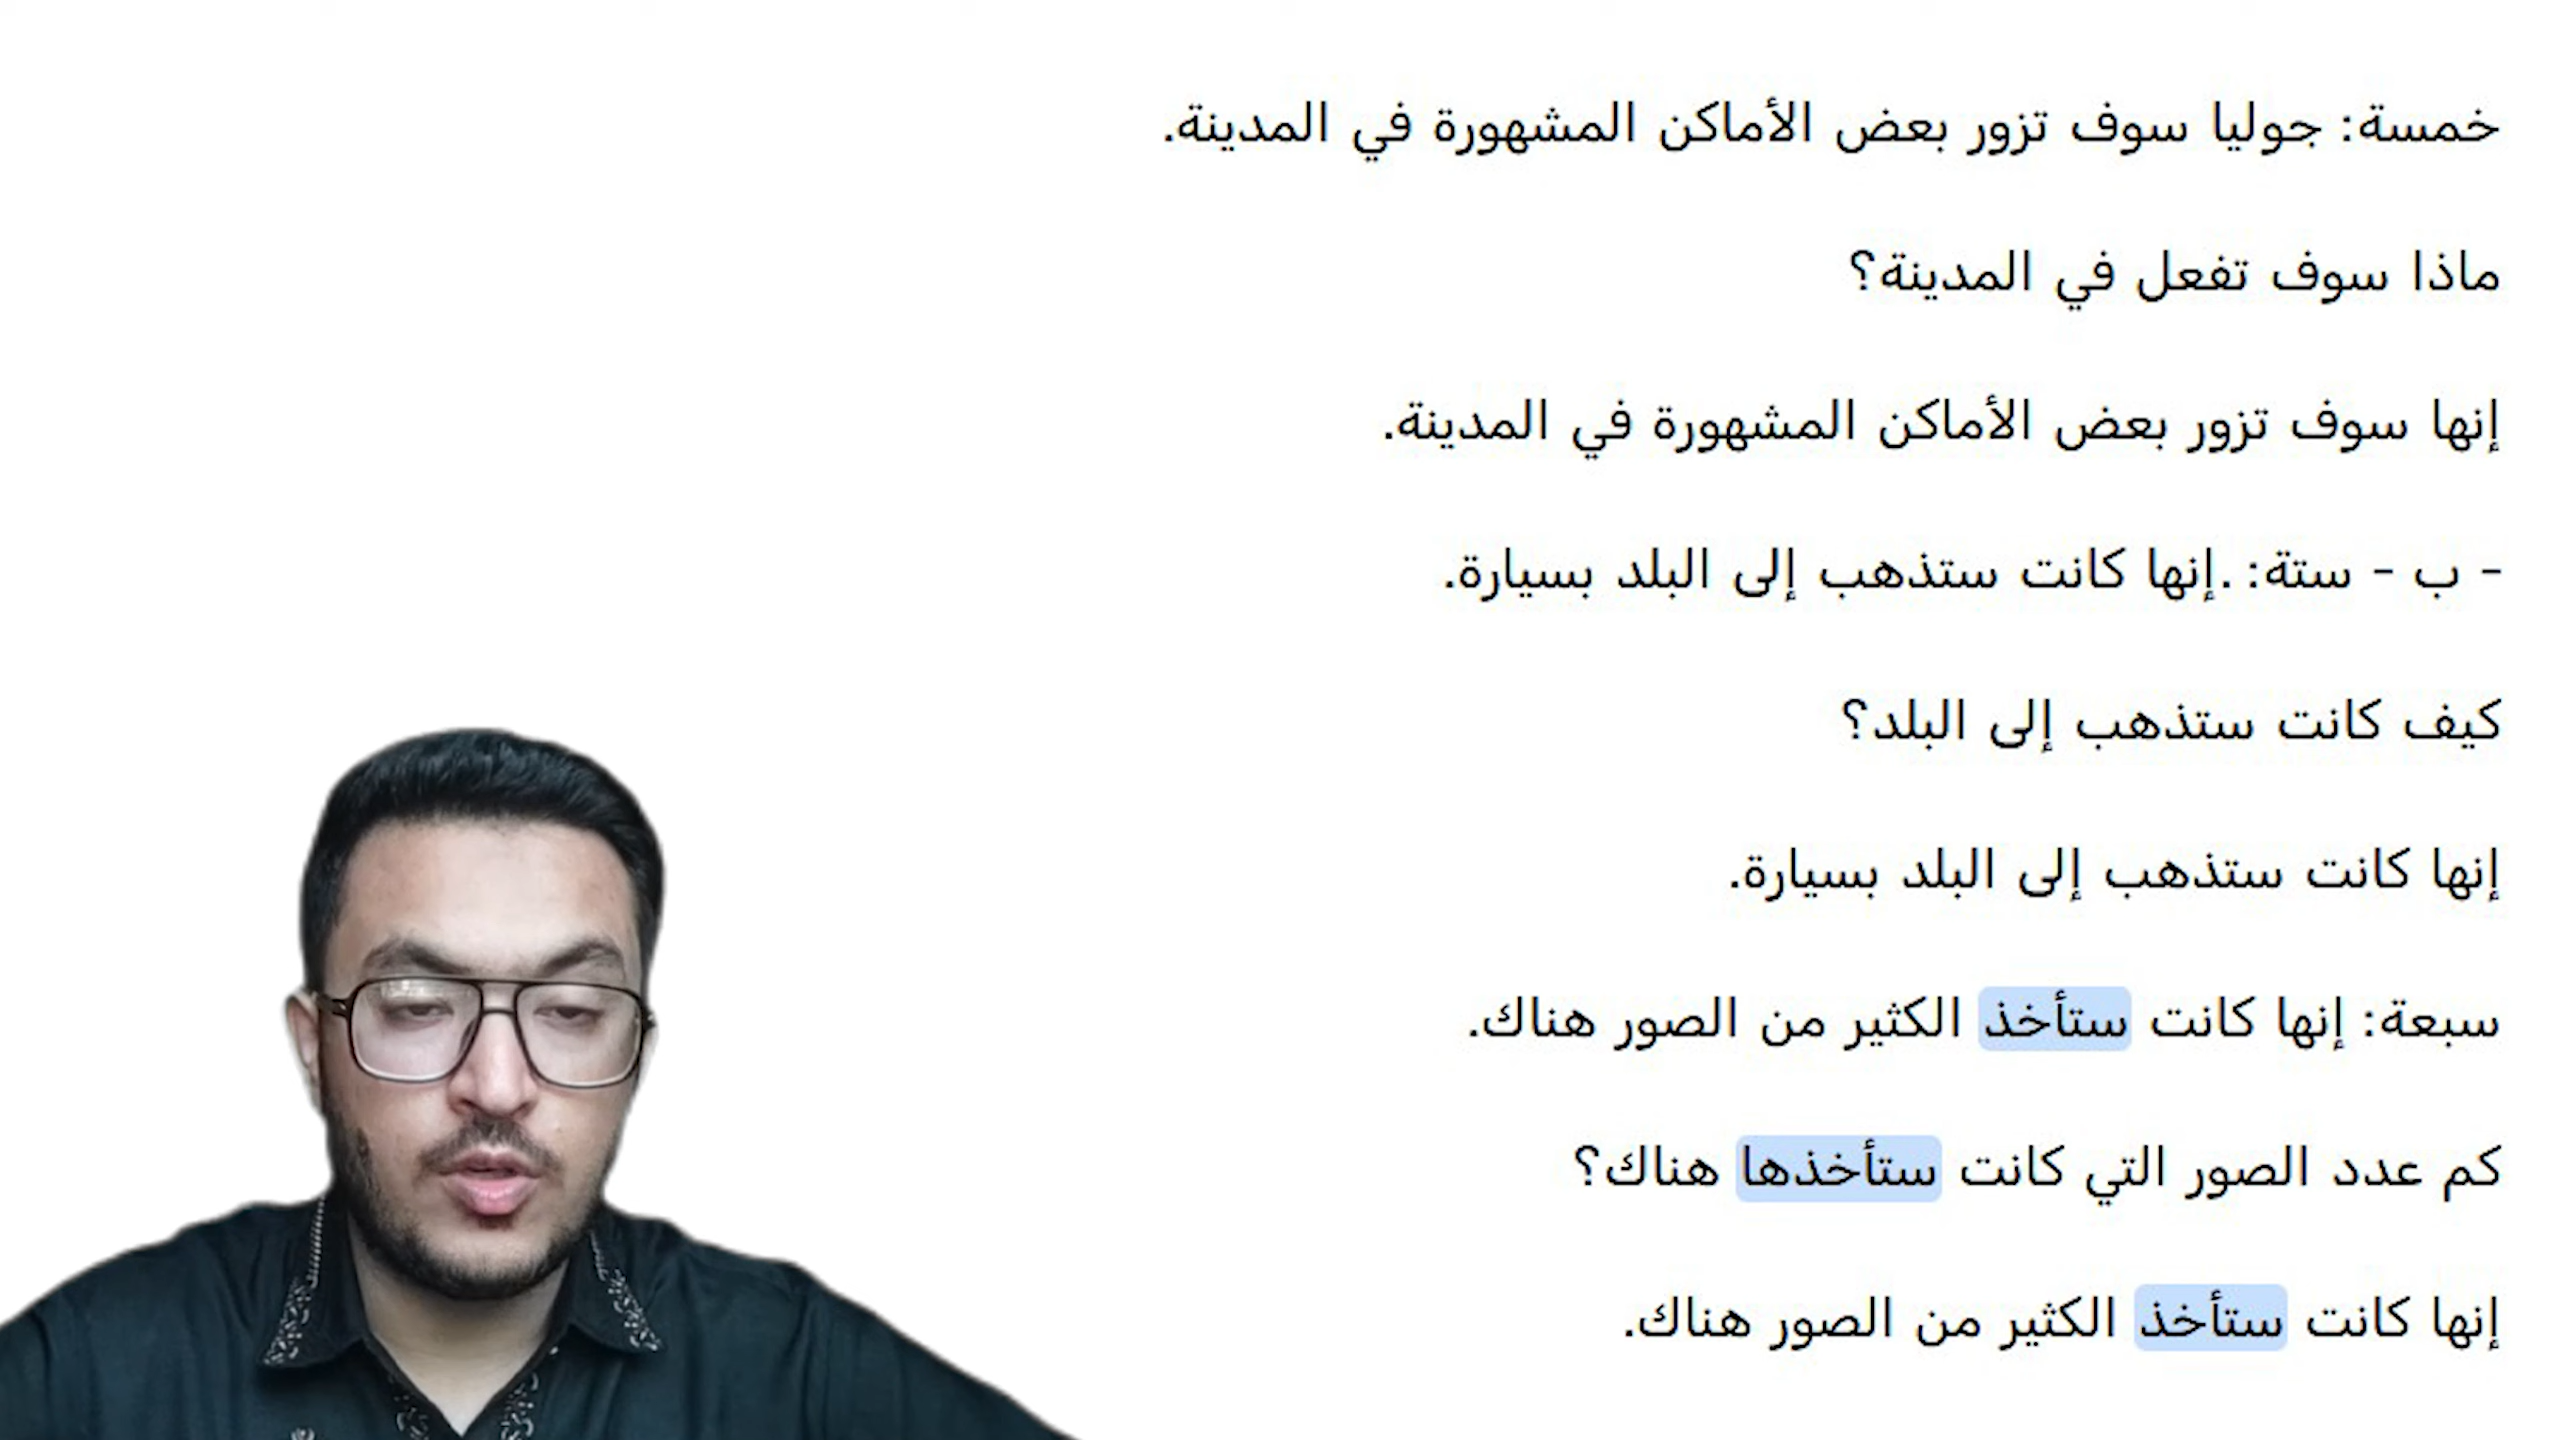 خمسة: جوليا سوف تزور بعض الأماكن المشهورة في المدينة.
ماذا سوف تفعل في المدينة؟
إنها سوف تزور بعض الأماكن المشهورة في المدينة.
- ب - ستة: .إنها كانت ستذهب إلى البلد بسيارة.
كيف كانت ستذهب إلى البلد؟
إنها كانت ستذهب إلى البلد بسيارة.
سبعة: إنها كانت ستأخذ الكثير من الصور هناك.
كم عدد الصور التي كانت ستأخذها هناك؟
إنها كانت ستأخذ الكثير من الصور هناك.